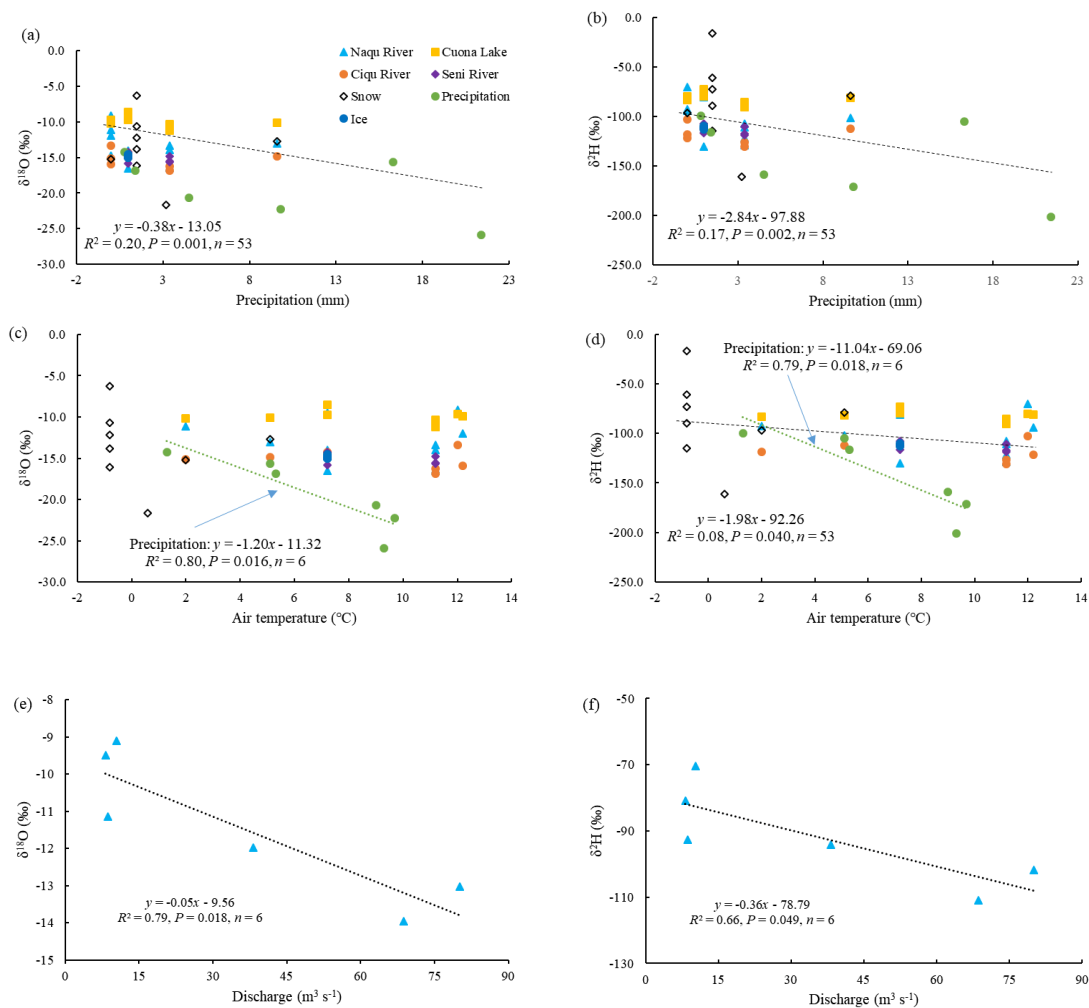 (a)
0.0
-5.0
-10.0
-15.0
-20.0
-25.0
-30.0
δ¹⁸O (‰)
Naqu River
Cuona Lake
Ciqu River
Seni River
Snow
Precipitation
Ice
y = -0.38x - 13.05
R² = 0.20, P = 0.001, n = 53
-2 3 8 13 18 23
Precipitation (mm)
(b)
0.0
-50.0
-100.0
-150.0
-200.0
-250.0
δ²H (‰)
y = -2.84x - 97.88
R² = 0.17, P = 0.002, n = 53
-2 3 8 13 18 23
Precipitation (mm)
(c)
0.0
-5.0
-10.0
-15.0
-20.0
-25.0
-30.0
δ¹⁸O (‰)
Precipitation: y = -1.20x - 11.32
R² = 0.80, P = 0.016, n = 6
-2 0 2 4 6 8 10 12 14
Air temperature (°C)
(d)
0.0
-50.0
-100.0
-150.0
-200.0
-250.0
δ²H (‰)
Precipitation: y = -11.04x - 69.06
R² = 0.79, P = 0.018, n = 6
y = -1.98x - 92.26
R² = 0.08, P = 0.040, n = 53
-2 0 2 4 6 8 10 12 14
Air temperature (°C)
(e)
-8
-9
-10
-11
-12
-13
-14
-15
δ¹⁸O (‰)
y = -0.05x - 9.56
R² = 0.79, P = 0.018, n = 6
0 15 30 45 60 75 90
Discharge (m³ s⁻¹)
(f)
-50
-70
-90
-110
-130
δ²H (‰)
y = -0.36x - 78.79
R² = 0.66, P = 0.049, n = 6
0 15 30 45 60 75 90
Discharge (m³ s⁻¹)